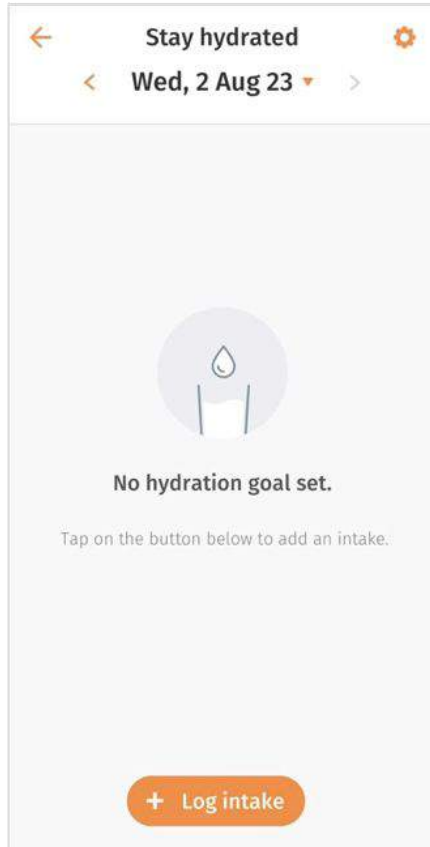 Stay hydrated
Wed, 2 Aug 23
No hydration goal set.
Tap on the button below to add an intake.
+ Log intake